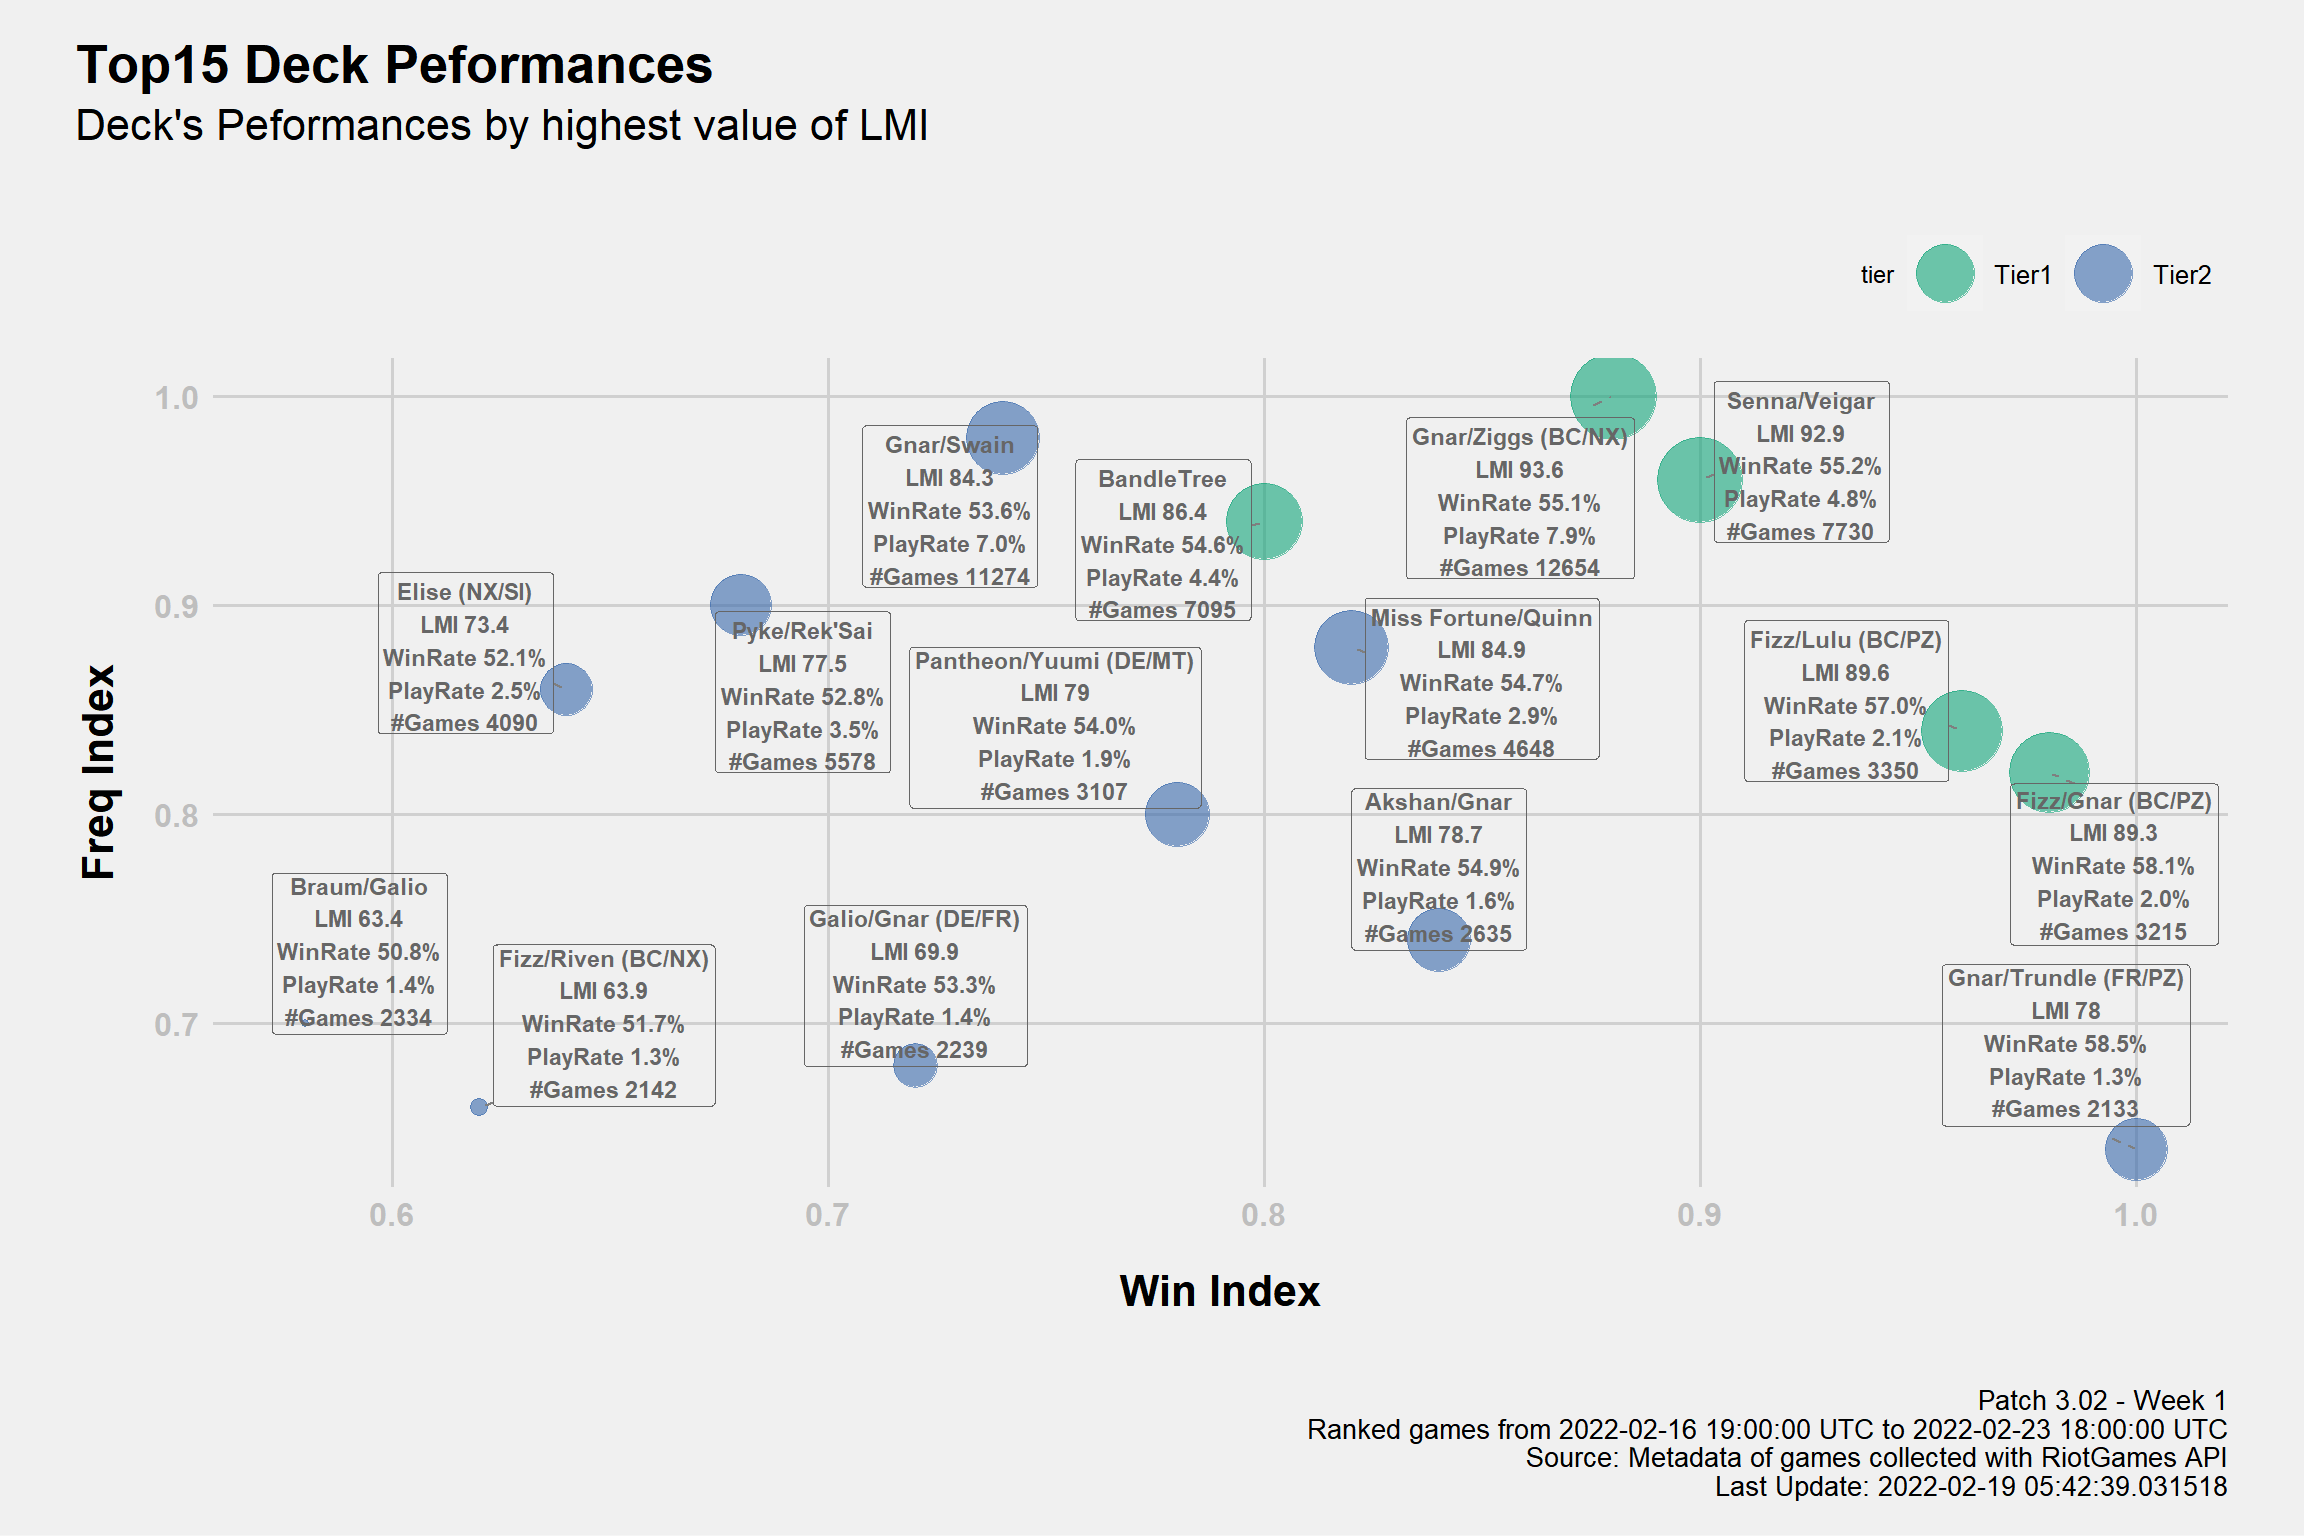 Top15 Deck Peformances
Deck's Peformances by highest value of LMI
tier Tier1 Tier2
1.0
0.9
0.8
0.7
Freq Index
Senna/Veigar
LMI 92.9
WinRate 55.2%
PlayRate 4.8%
#Games 7730
Gnar/Ziggs (BC/NX)
LMI 93.6
WinRate 55.1%
PlayRate 7.9%
#Games 12654
Gnar/Swain
LMI 84.3
WinRate 53.6%
PlayRate 7.0%
#Games 11274
BandleTree
LMI 86.4
WinRate 54.6%
PlayRate 4.4%
#Games 7095
Elise (NX/SI)
LMI 73.4
WinRate 52.1%
PlayRate 2.5%
#Games 4090
Pyke/Rek'Sai
LMI 77.5
WinRate 52.8%
PlayRate 3.5%
#Games 5578
Pantheon/Yuumi (DE/MT)
LMI 79
WinRate 54.0%
PlayRate 1.9%
#Games 3107
Miss Fortune/Quinn
LMI 84.9
WinRate 54.7%
PlayRate 2.9%
#Games 4648
Fizz/Lulu (BC/PZ)
LMI 89.6
WinRate 57.0%
PlayRate 2.1%
#Games 3350
Akshan/Gnar
LMI 78.7
WinRate 54.9%
PlayRate 1.6%
#Games 2635
Fizz/Gnar (BC/PZ)
LMI 89.3
WinRate 58.1%
PlayRate 2.0%
#Games 3215
Braum/Galio
LMI 63.4
WinRate 50.8%
PlayRate 1.4%
#Games 2334
Fizz/Riven (BC/NX)
LMI 63.9
WinRate 51.7%
PlayRate 1.3%
#Games 2142
Galio/Gnar (DE/FR)
LMI 69.9
WinRate 53.3%
PlayRate 1.4%
#Games 2239
Gnar/Trundle (FR/PZ)
LMI 78
WinRate 58.5%
PlayRate 1.3%
#Games 2133
0.6 0.7 0.8 0.9 1.0
Win Index
Patch 3.02 - Week 1
Ranked games from 2022-02-16 19:00:00 UTC to 2022-02-23 18:00:00 UTC
Source: Metadata of games collected with RiotGames API
Last Update: 2022-02-19 05:42:39.031518